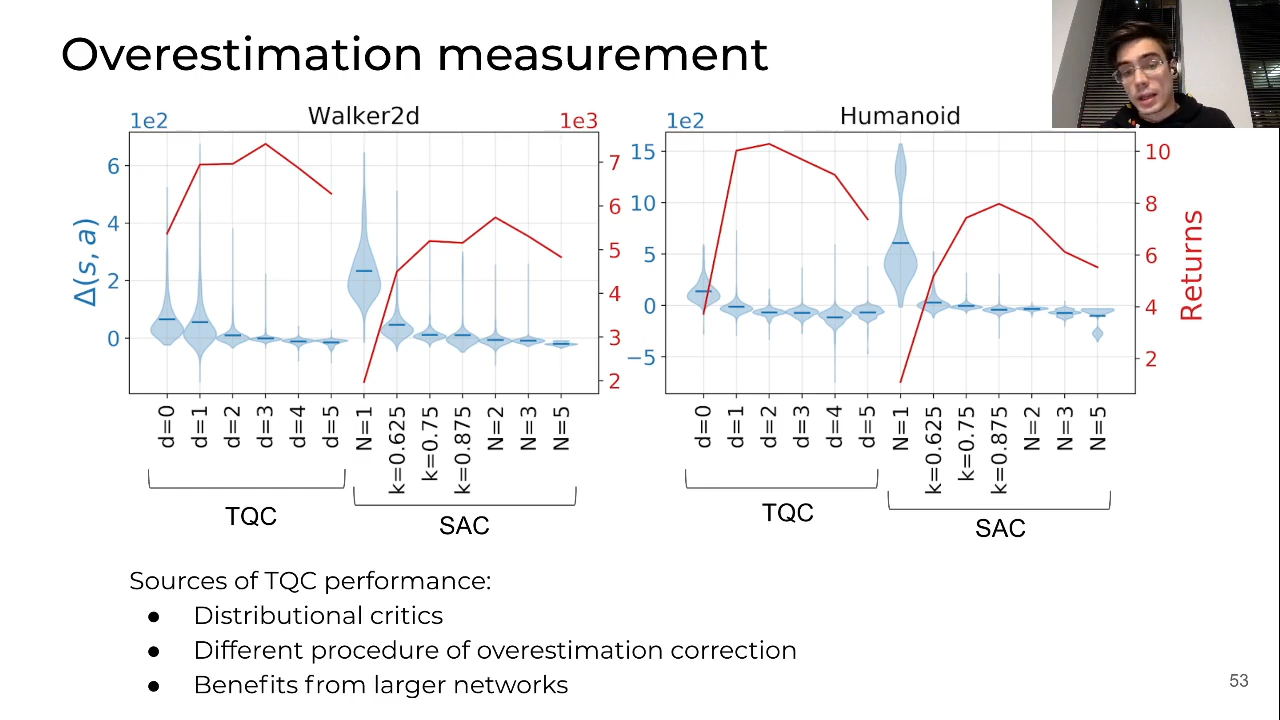 Overestimation measurement
Walker2d
1e2
1e3
6
4
2
0
Δ(s, a)
7
6
5
4
3
2
d=0
d=1
d=2
d=3
d=4
d=5
N=1
k=0.625
k=0.75
k=0.875
N=2
N=3
N=5
TQC
SAC
Humanoid
1e2
15
10
5
0
−5
10
8
6
4
2
Returns
d=0
d=1
d=2
d=3
d=4
d=5
N=1
k=0.625
k=0.75
k=0.875
N=2
N=3
N=5
TQC
SAC
Sources of TQC performance:
● Distributional critics
● Different procedure of overestimation correction
● Benefits from larger networks
53